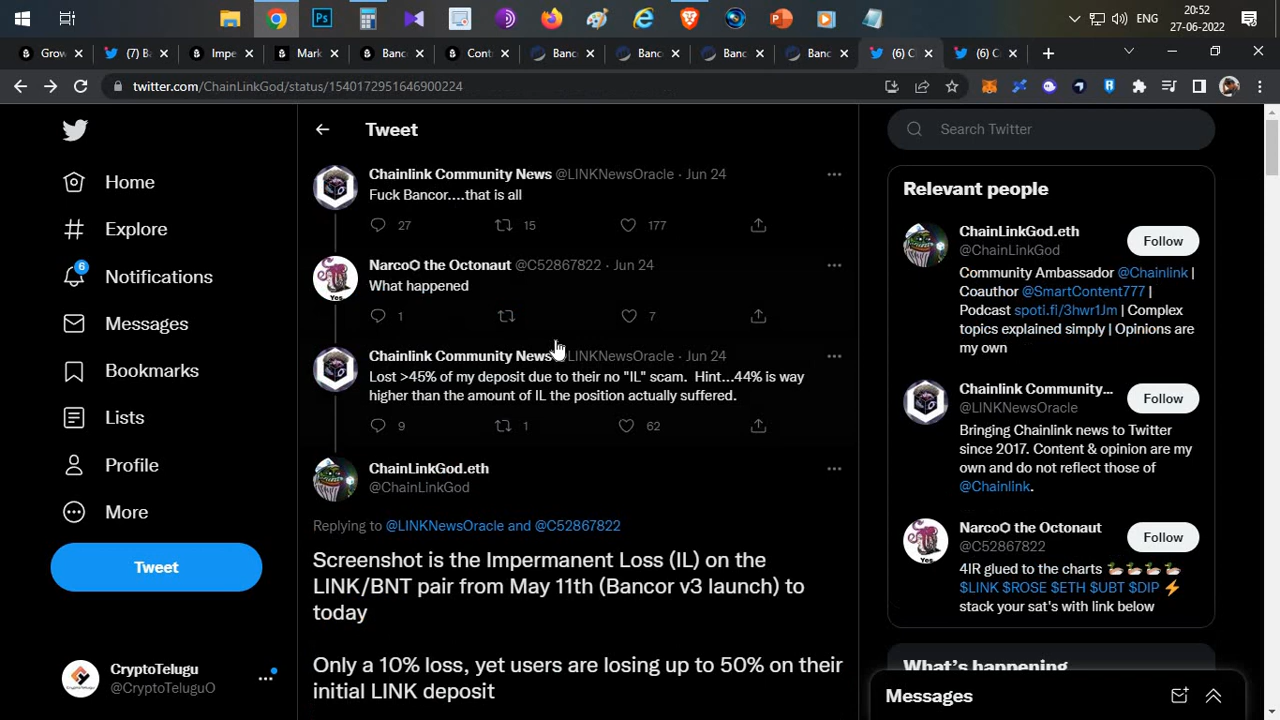 20:52
ENG
27-06-2022
Grow
(7) Ba
Impe
Mark
Banco
Cont
Banco
Banco
Banc
Banc
(6) C
(6) C
twitter.com/ChainLinkGod/status/1540172951646900224
Home
Explore
6
Notifications
Messages
Bookmarks
Lists
Profile
More
Tweet
CryptoTelugu
@CryptoTeluguO
Tweet
Chainlink Community News @LINKNewsOracle · Jun 24
Fuck Bancor....that is all
27 15 177
Narco⬡ the Octonaut @C52867822 · Jun 24
What happened
Yes
1 7
Chainlink Community News @LINKNewsOracle · Jun 24
Lost >45% of my deposit due to their no "IL" scam. Hint...44% is way
higher than the amount of IL the position actually suffered.
9 1 62
ChainLinkGod.eth
@ChainLinkGod
Replying to @LINKNewsOracle and @C52867822
Screenshot is the Impermanent Loss (IL) on the
LINK/BNT pair from May 11th (Bancor v3 launch) to
today
Only a 10% loss, yet users are losing up to 50% on their
initial LINK deposit
Search Twitter
Relevant people
ChainLinkGod.eth
@ChainLinkGod
Follow
Community Ambassador @Chainlink |
Coauthor @SmartContent777 |
Podcast spoti.fi/3hwr1Jm | Complex
topics explained simply | Opinions are
my own
Chainlink Community...
@LINKNewsOracle
Follow
Bringing Chainlink news to Twitter
since 2017. Content & opinion are my
own and do not reflect those of
@Chainlink.
Narco⬡ the Octonaut
@C52867822
Follow
Yes
4IR glued to the charts 🦆🦆🦆🦆
$LINK $ROSE $ETH $UBT $DIP ⚡
stack your sat's with link below
What's happening
Messages